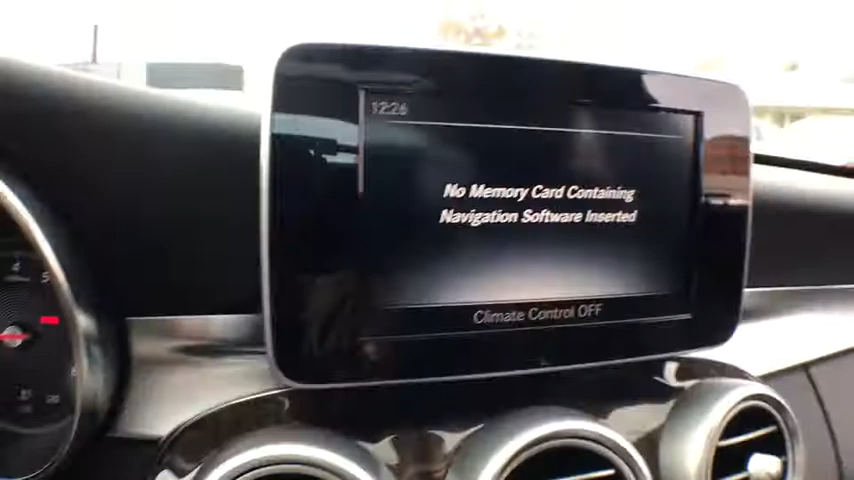 12:26
No Memory Card Containing
Navigation Software Inserted
Climate Control OFF